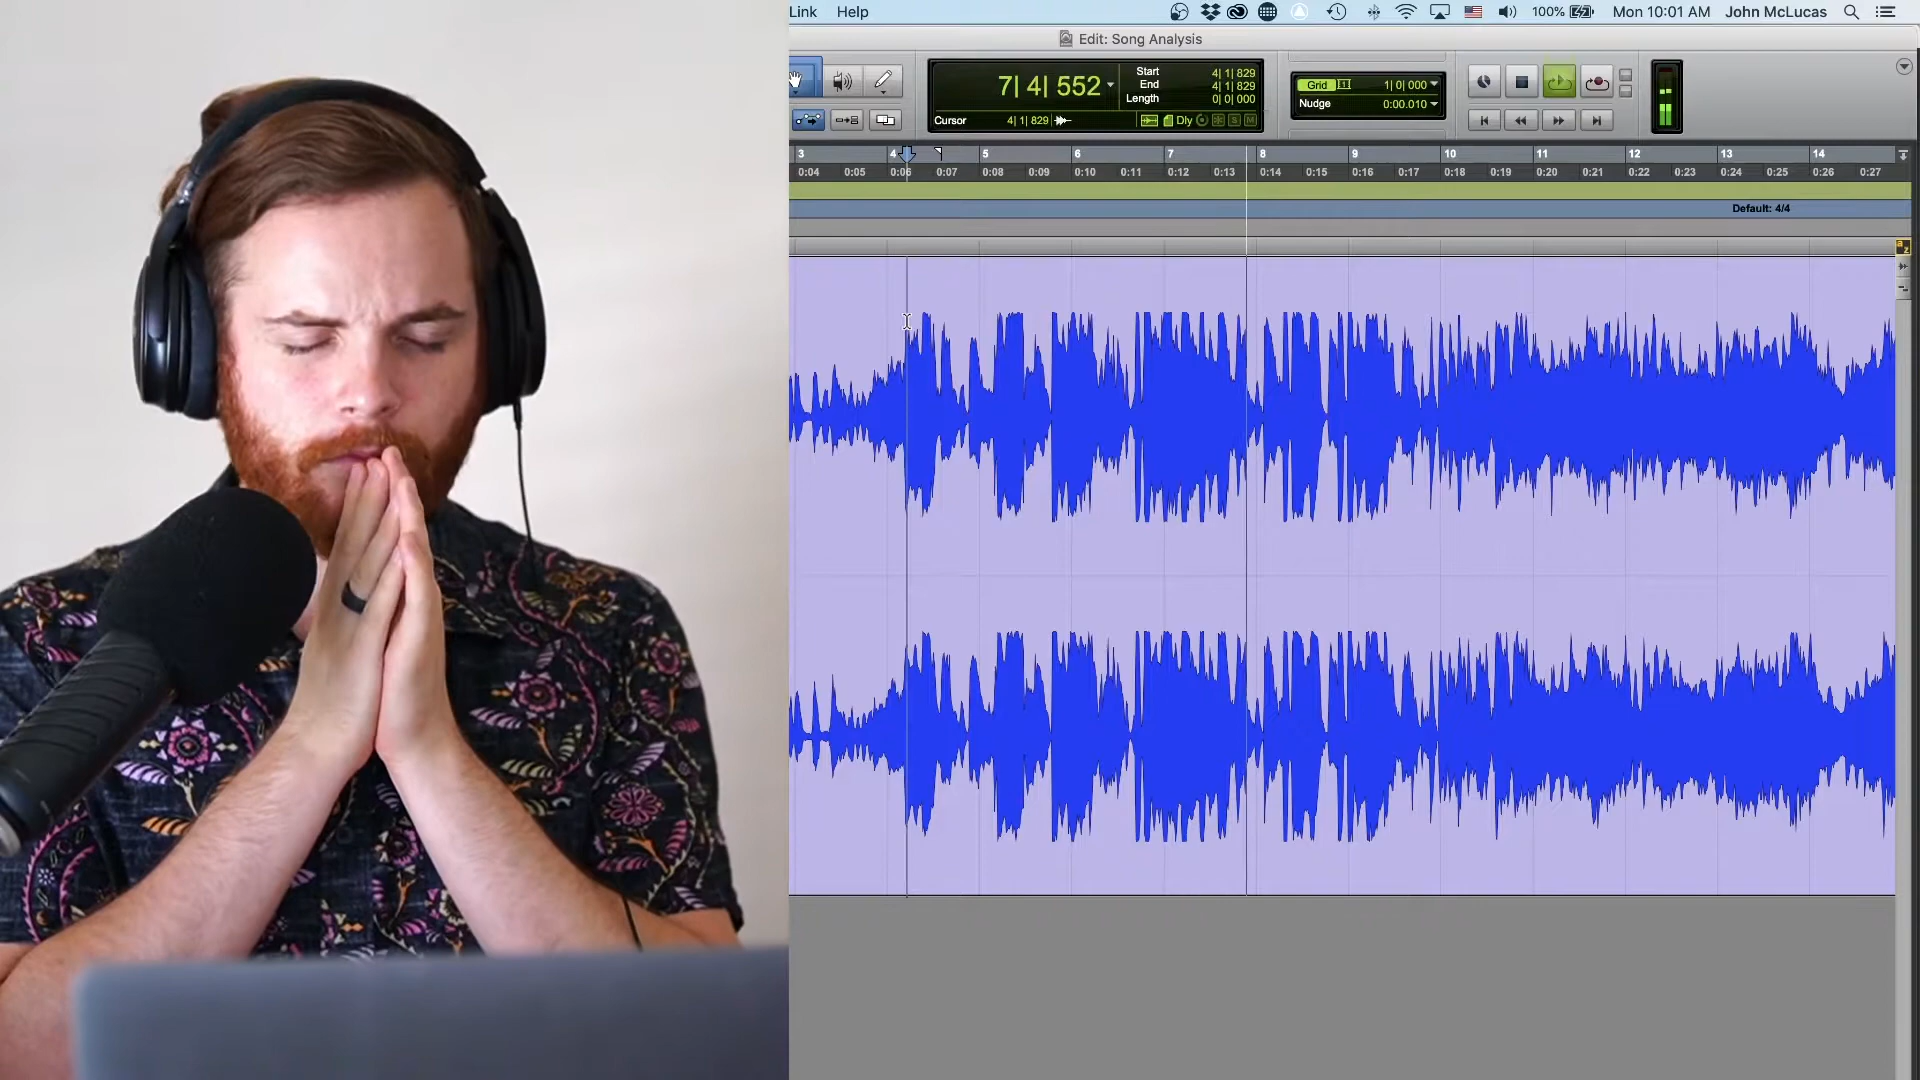 Link Help 100% Mon 10:01 AM John McLucas
Edit: Song Analysis
7| 4| 552
Start 4| 1| 829
End 4| 1| 829
Length 0| 0| 000
Cursor 4| 1| 829 Dly S M
Grid 1| 0| 000
Nudge 0:00.010
3 4 5 6 7 8 9 10 11 12 13 14
0:04 0:05 0:06 0:07 0:08 0:09 0:10 0:11 0:12 0:13 0:14 0:15 0:16 0:17 0:18 0:19 0:20 0:21 0:22 0:23 0:24 0:25 0:26 0:27
Default: 4/4
a z